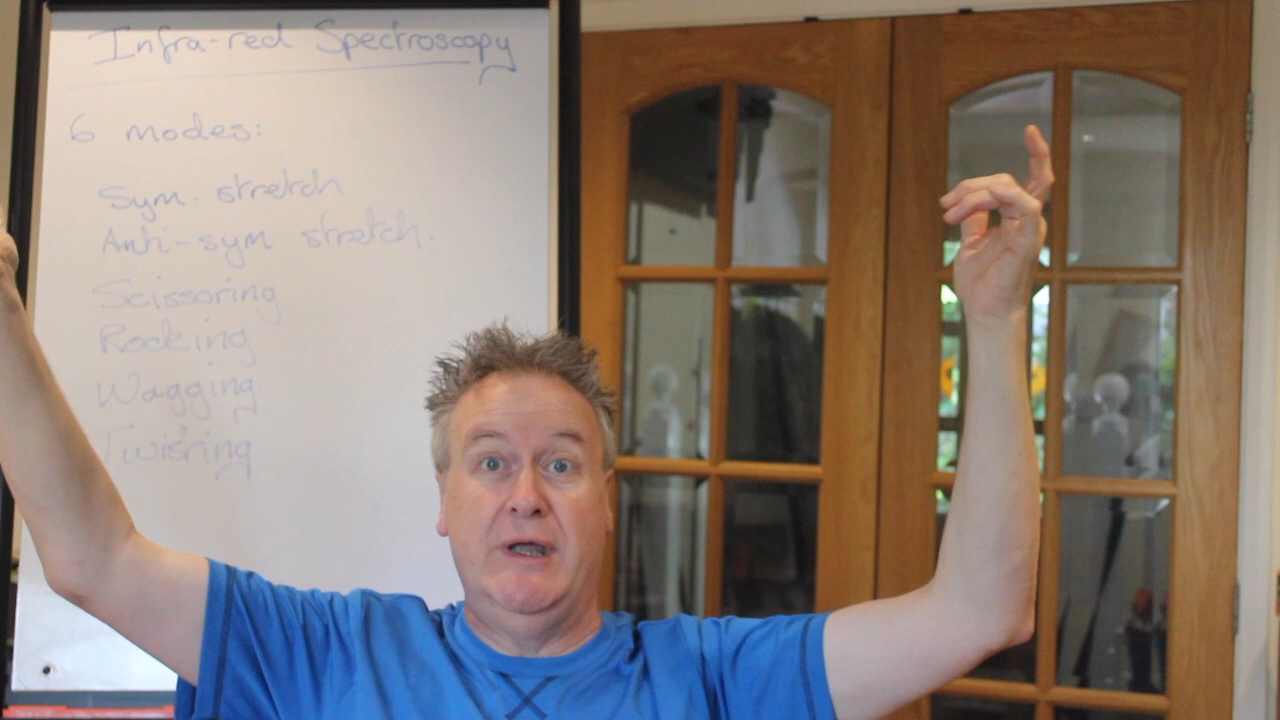 Infra-red Spectroscopy
6 modes:
Sym. stretch
Anti-sym stretch.
Scissoring
Rocking
Wagging
Twisting